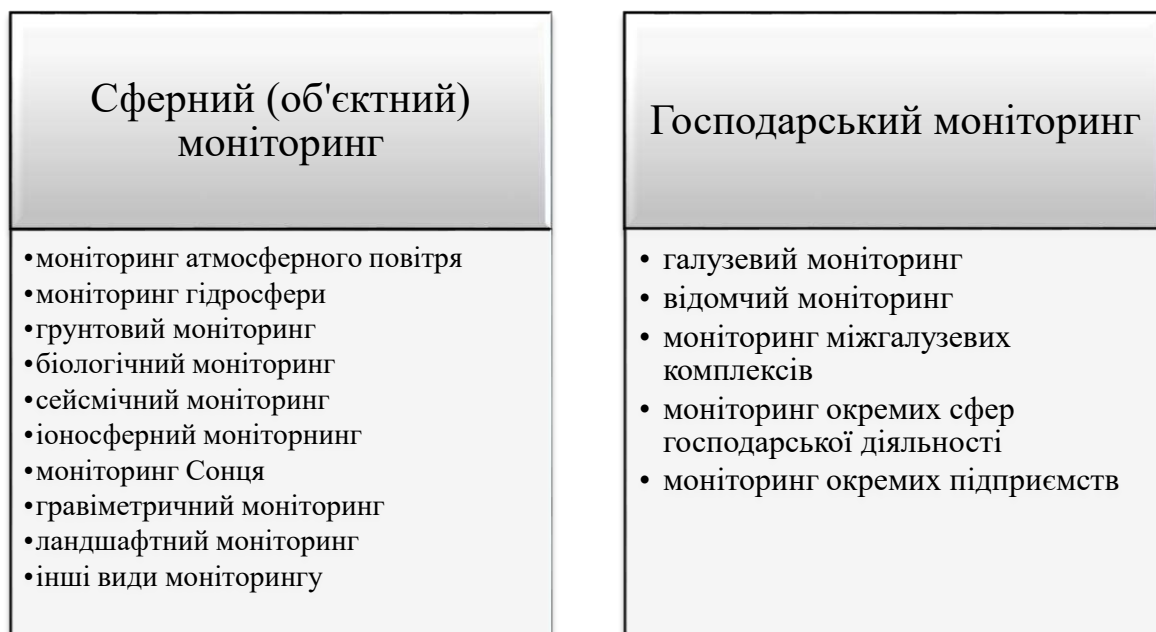 Сферний (об'єктний)
моніторинг
•моніторинг атмосферного повітря
•моніторинг гідросфери
•грунтовий моніторинг
•біологічний моніторинг
•сейсмічний моніторинг
•іоносферний моніторнинг
•моніторинг Сонця
•гравіметричний моніторинг
•ландшафтний моніторинг
•інші види моніторингу
Господарський моніторинг
• галузевий моніторинг
• відомчий моніторинг
• моніторинг міжгалузевих
комплексів
• моніторинг окремих сфер
господарської діяльності
• моніторинг окремих підприємств